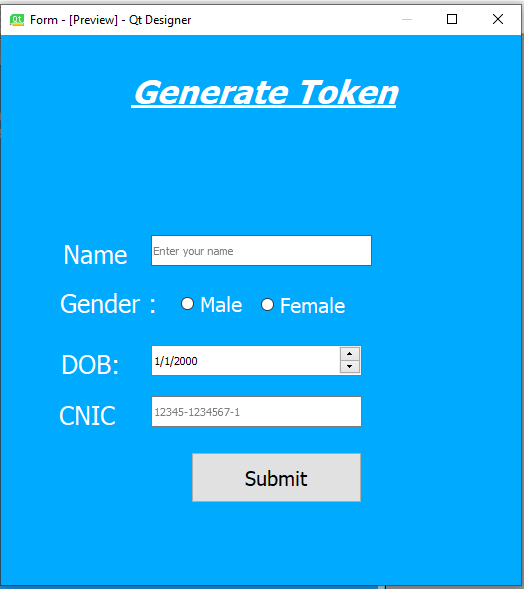 Form - [Preview] - Qt Designer
Generate Token
Name Enter your name
Gender : Male Female
DOB: 1/1/2000
CNIC 12345-1234567-1
Submit